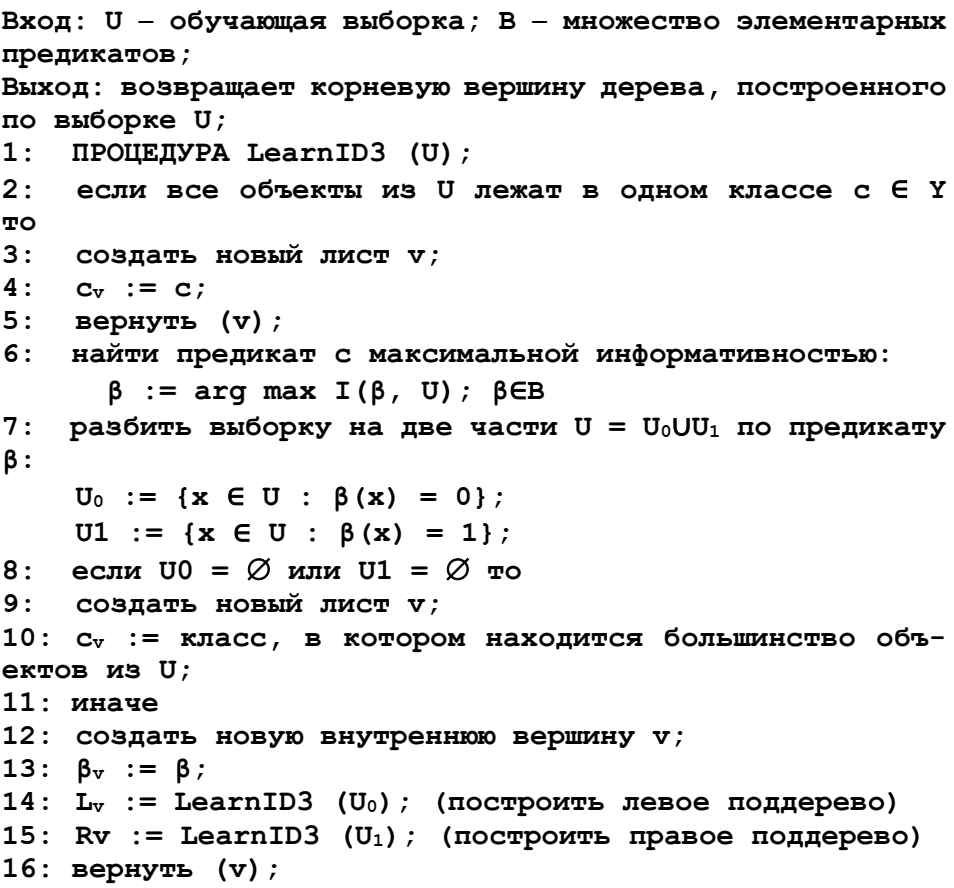 Вход: U – обучающая выборка; B – множество элементарных
предикатов;
Выход: возвращает корневую вершину дерева, построенного
по выборке U;
1: ПРОЦЕДУРА LearnID3 (U);
2: если все объекты из U лежат в одном классе c ∈ Y
то
3: создать новый лист v;
4: cᵥ := c;
5: вернуть (v);
6: найти предикат с максимальной информативностью:
β := arg max I(β, U); β∈B
7: разбить выборку на две части U = U₀∪U₁ по предикату
β:
U₀ := {x ∈ U : β(x) = 0};
U1 := {x ∈ U : β(x) = 1};
8: если U0 = ∅ или U1 = ∅ то
9: создать новый лист v;
10: cᵥ := класс, в котором находится большинство объ-
ектов из U;
11: иначе
12: создать новую внутреннюю вершину v;
13: βᵥ := β;
14: Lᵥ := LearnID3 (U₀); (построить левое поддерево)
15: Rv := LearnID3 (U₁); (построить правое поддерево)
16: вернуть (v);